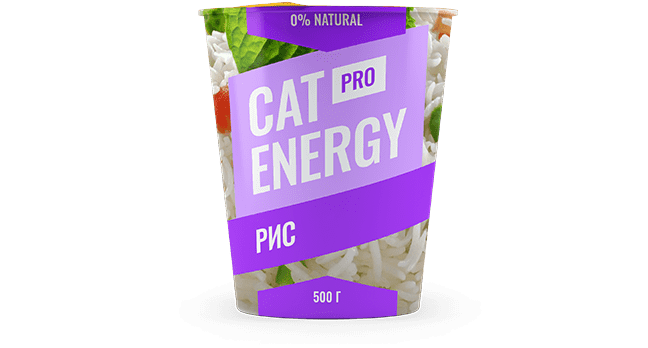 0% NATURAL
CAT PRO
ENERGY
РИС
500 Г